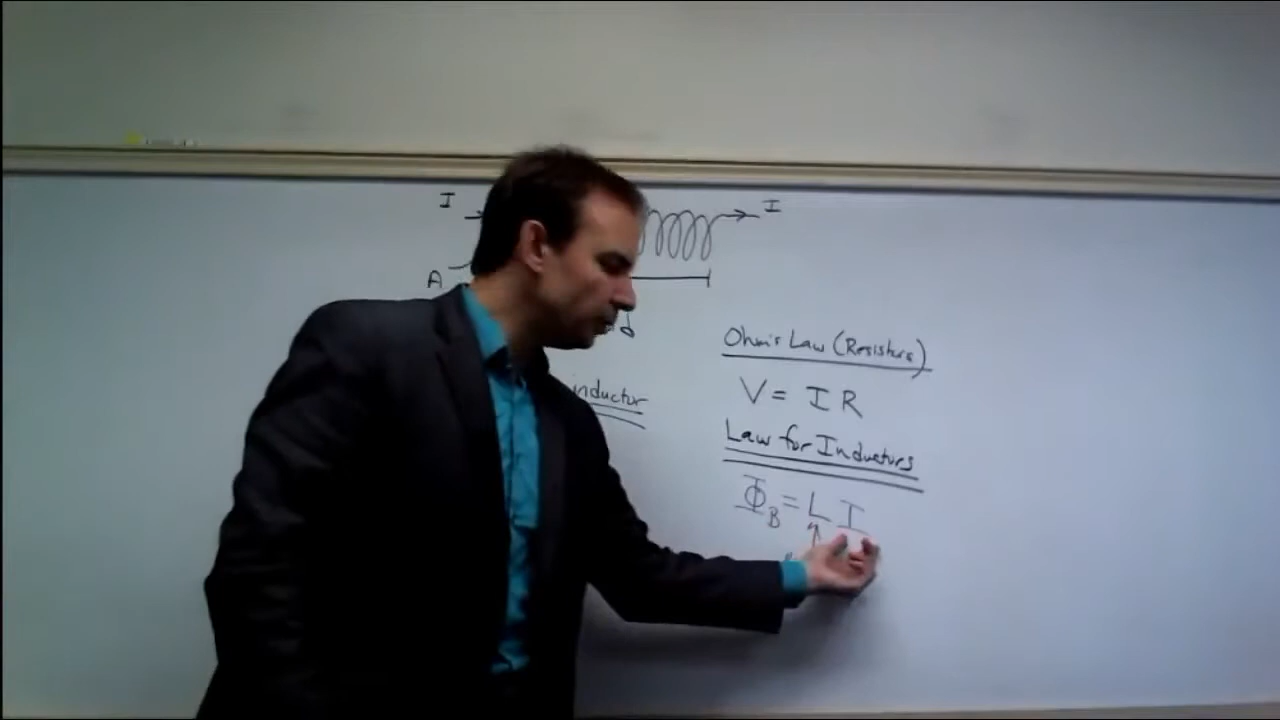 I I
A
d
inductor
Ohm's Law (Resistors)
V = I R
Law for Inductors
Φ_B = L I